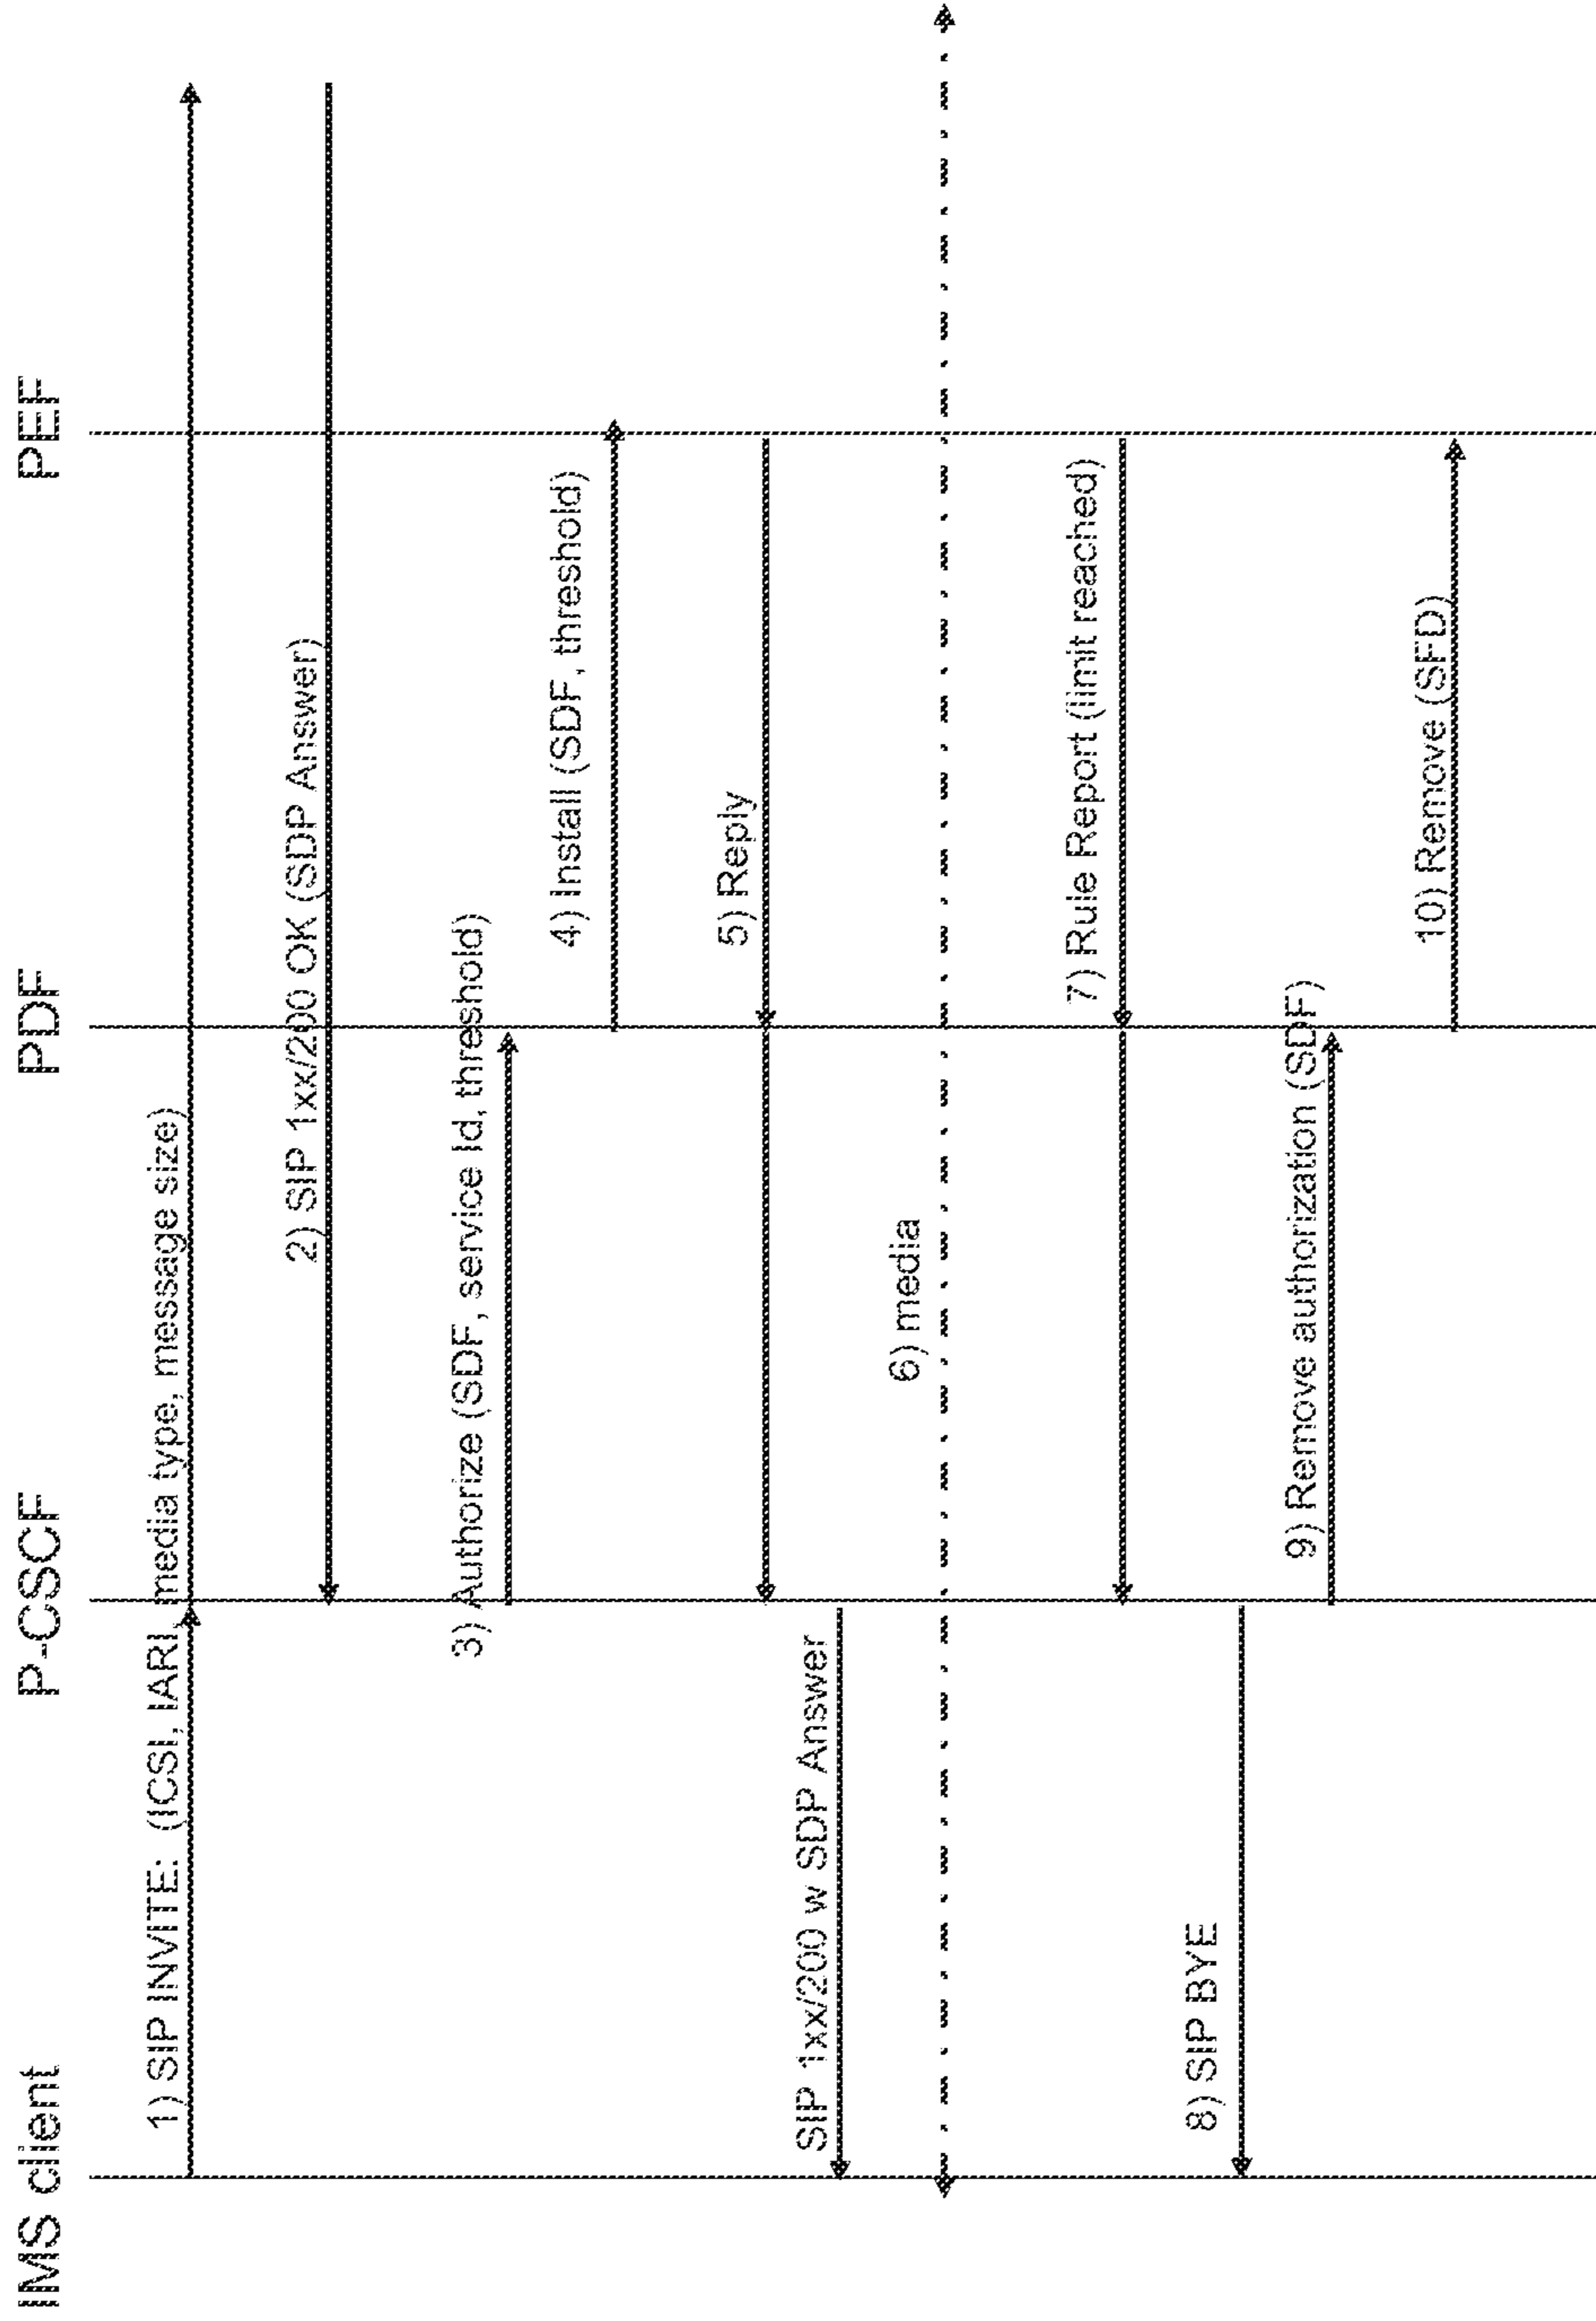 IMS client
P-CSCF
PDF
PEF
1) SIP INVITE: (ICSI, IARI, media type, message size)
2) SIP 1xx/200 OK (SDP Answer)
3) Authorize (SDF, service Id, threshold)
4) Install (SDF, threshold)
5) Reply
SIP 1xx/200 w SDP Answer
6) media
7) Rule Report (limit reached)
8) SIP BYE
9) Remove authorization (SDF)
10) Remove (SFD)